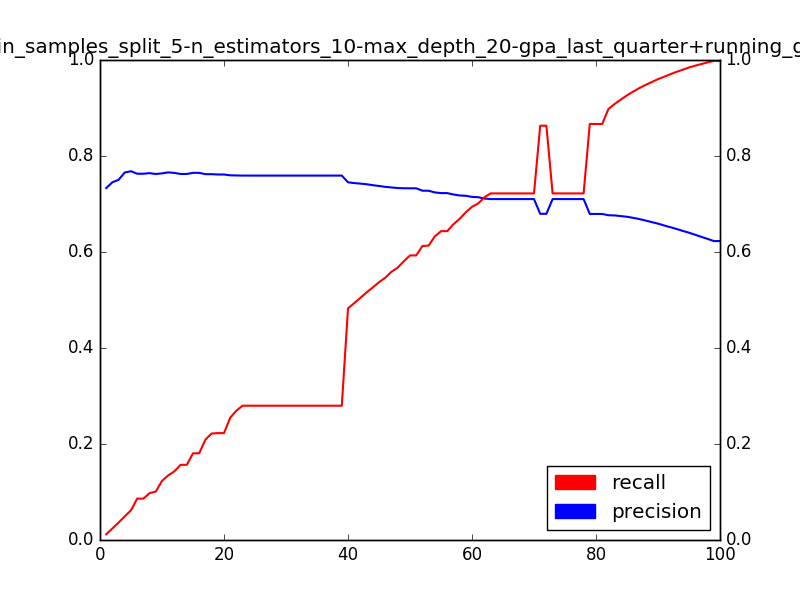 in_samples_split_5-n_estimators_10-max_depth_20-gpa_last_quarter+running_g
1.0 1.0
0.8 0.8
0.6 0.6
0.4 0.4
0.2 0.2
recall
precision
0.0 0.0
0 20 40 60 80 100